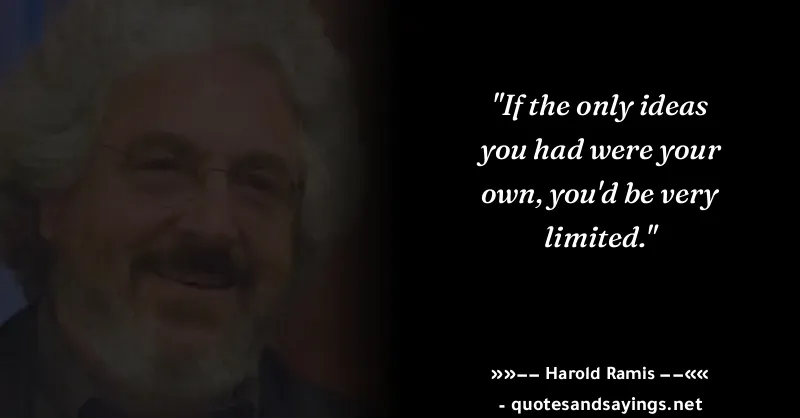 "If the only ideas
you had were your
own, you'd be very
limited."
»»−− Harold Ramis −−««
- quotesandsayings.net